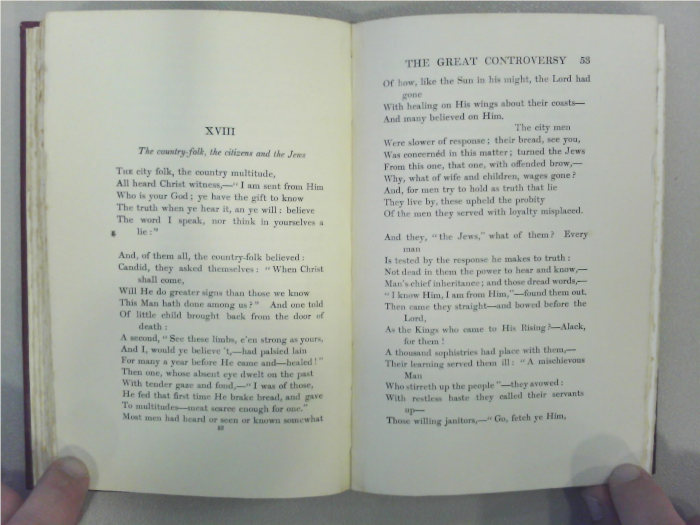 XVIII
The country-folk, the citizens and the Jews
THE city folk, the country multitude,
All heard Christ witness,—"I am sent from Him
Who is your God; ye have the gift to know
The truth when ye hear it, an ye will: believe
The word I speak, nor think in yourselves a
lie:"
And, of them all, the country-folk believed:
Candid, they asked themselves: "When Christ
shall come,
Will He do greater signs than those we know
This Man hath done among us?" And one told
Of little child brought back from the door of
death:
A second, "See these limbs, e'en strong as yours,
And I, would ye believe 't,—had palsied lain
For many a year before He came and—healed!"
Then one, whose absent eye dwelt on the past
With tender gaze and fond,—"I was of those,
He fed that first time He brake bread, and gave
To multitudes—meat scarce enough for one."
Most men had heard or seen or known somewhat
52
THE GREAT CONTROVERSY 53
Of how, like the Sun in his might, the Lord had
gone
With healing on His wings about their coasts—
And many believed on Him.
The city men
Were slower of response; their bread, see you,
Was concernéd in this matter; turned the Jews
From this one, that one, with offended brow,—
Why, what of wife and children, wages gone?
And, for men try to hold as truth that lie
They live by, these upheld the probity
Of the men they served with loyalty misplaced.
And they, "the Jews," what of them? Every
man
Is tested by the response he makes to truth:
Not dead in them the power to hear and know,—
Man's chief inheritance; and those dread words,—
"I know Him, I am from Him,"—found them out.
Then came they straight—and bowed before the
Lord,
As the Kings who came to His Rising?—Alack,
for them!
A thousand sophistries had place with them,—
Their learning served them ill: "A mischievous
Man
Who stirreth up the people"—they avowed:
With restless haste they called their servants
up—
Those willing janitors,—"Go, fetch ye Him,